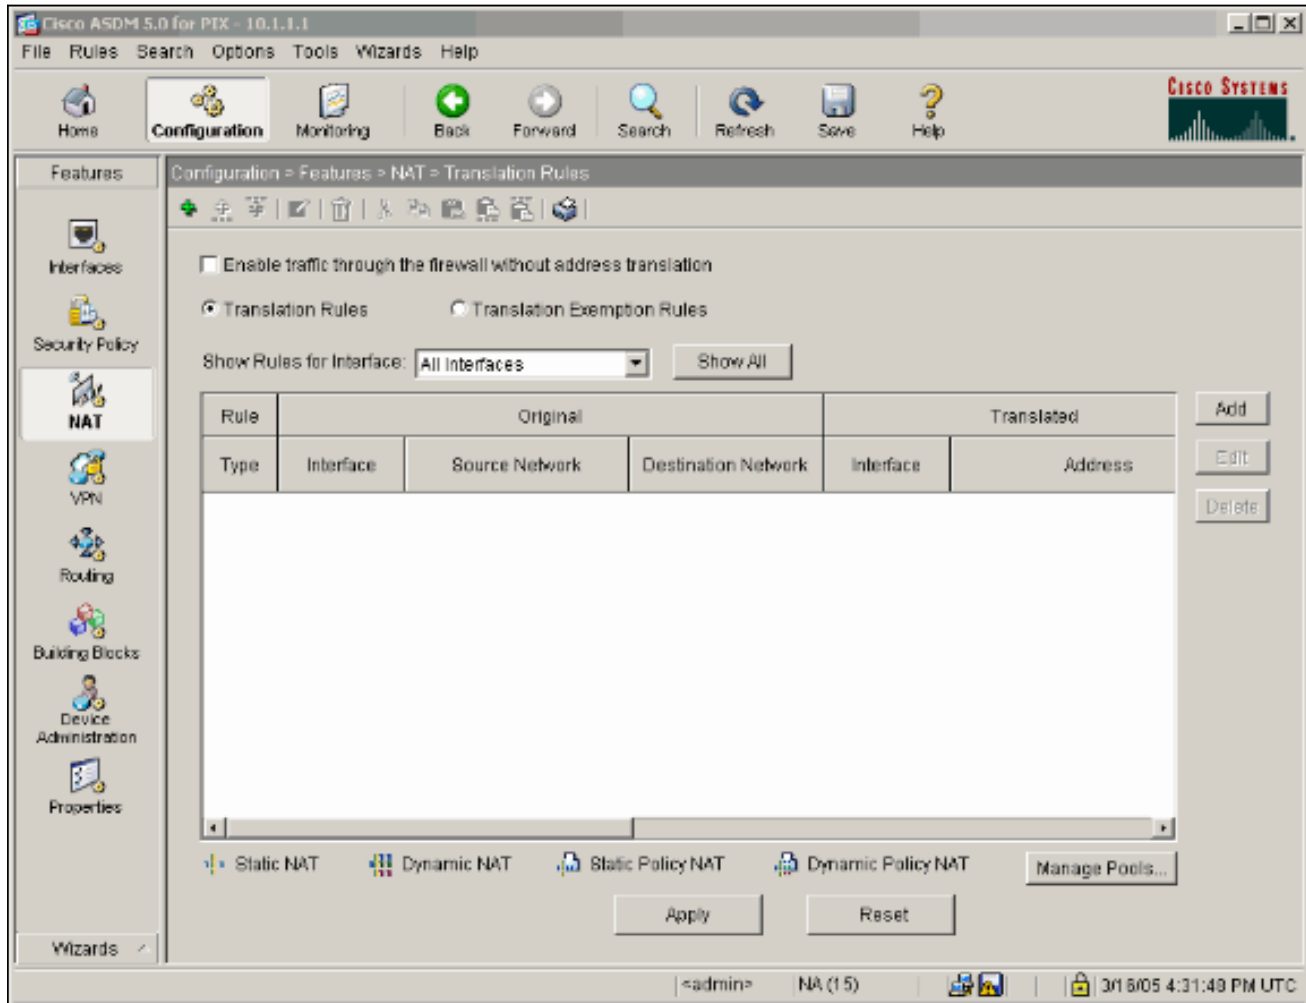 Cisco ASDM 5.0 for PIX - 10.1.1.1
File Rules Search Options Tools Wizards Help
Home Configuration Monitoring Back Forward Search Refresh Save Help
CISCO SYSTEMS
Features
Configuration > Features > NAT > Translation Rules
Interfaces
Security Policy
NAT
VPN
Routing
Building Blocks
Device
Administration
Properties
Wizards
Enable traffic through the firewall without address translation
Translation Rules Translation Exemption Rules
Show Rules for Interface: All Interfaces Show All
Rule Original Translated
Type Interface Source Network Destination Network Interface Address
Add
Edit
Delete
Static NAT Dynamic NAT Static Policy NAT Dynamic Policy NAT Manage Pools...
Apply Reset
<admin> NA (15) 3/16/05 4:31:48 PM UTC